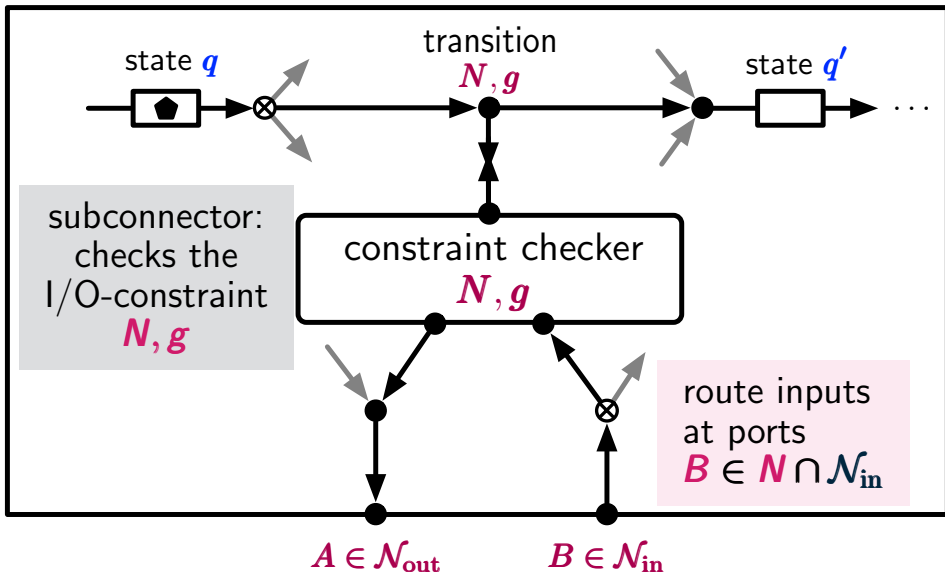 state q
transition
N, g
state q′
· · ·
subconnector:
checks the
I/O-constraint
N, g
constraint checker
N, g
route inputs
at ports
B ∈ N ∩ 𝒩in
A ∈ 𝒩out
B ∈ 𝒩in